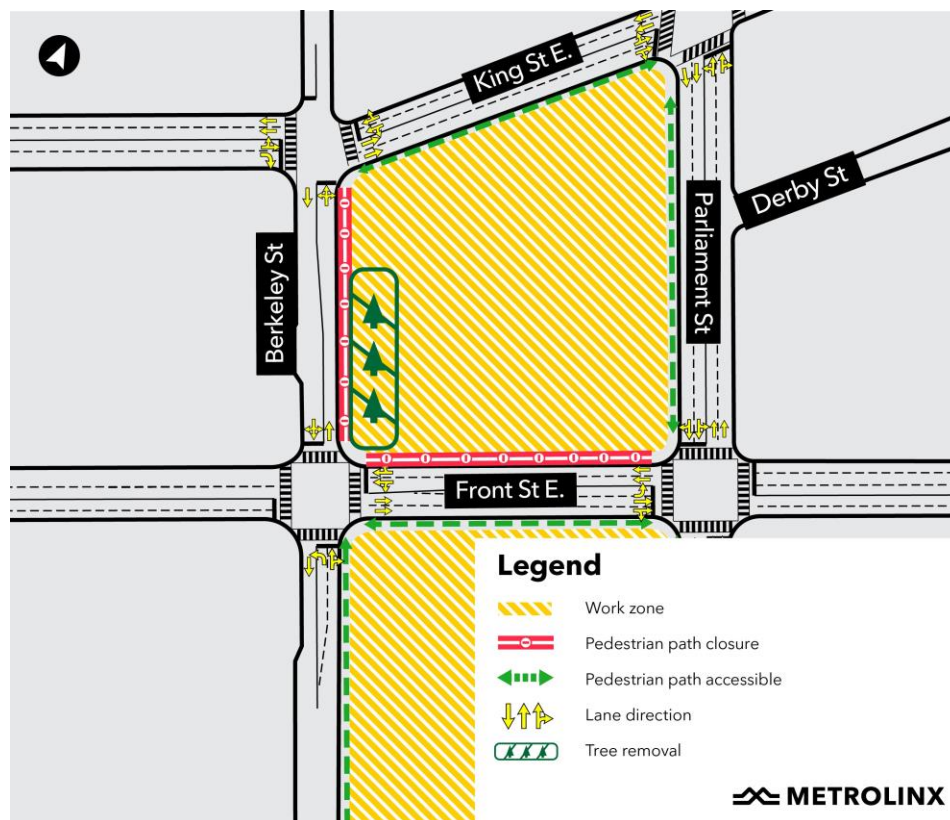 King St E.
Derby St
Parliament St
Berkeley St
Front St E.
Legend
Work zone
Pedestrian path closure
Pedestrian path accessible
Lane direction
Tree removal
METROLINX